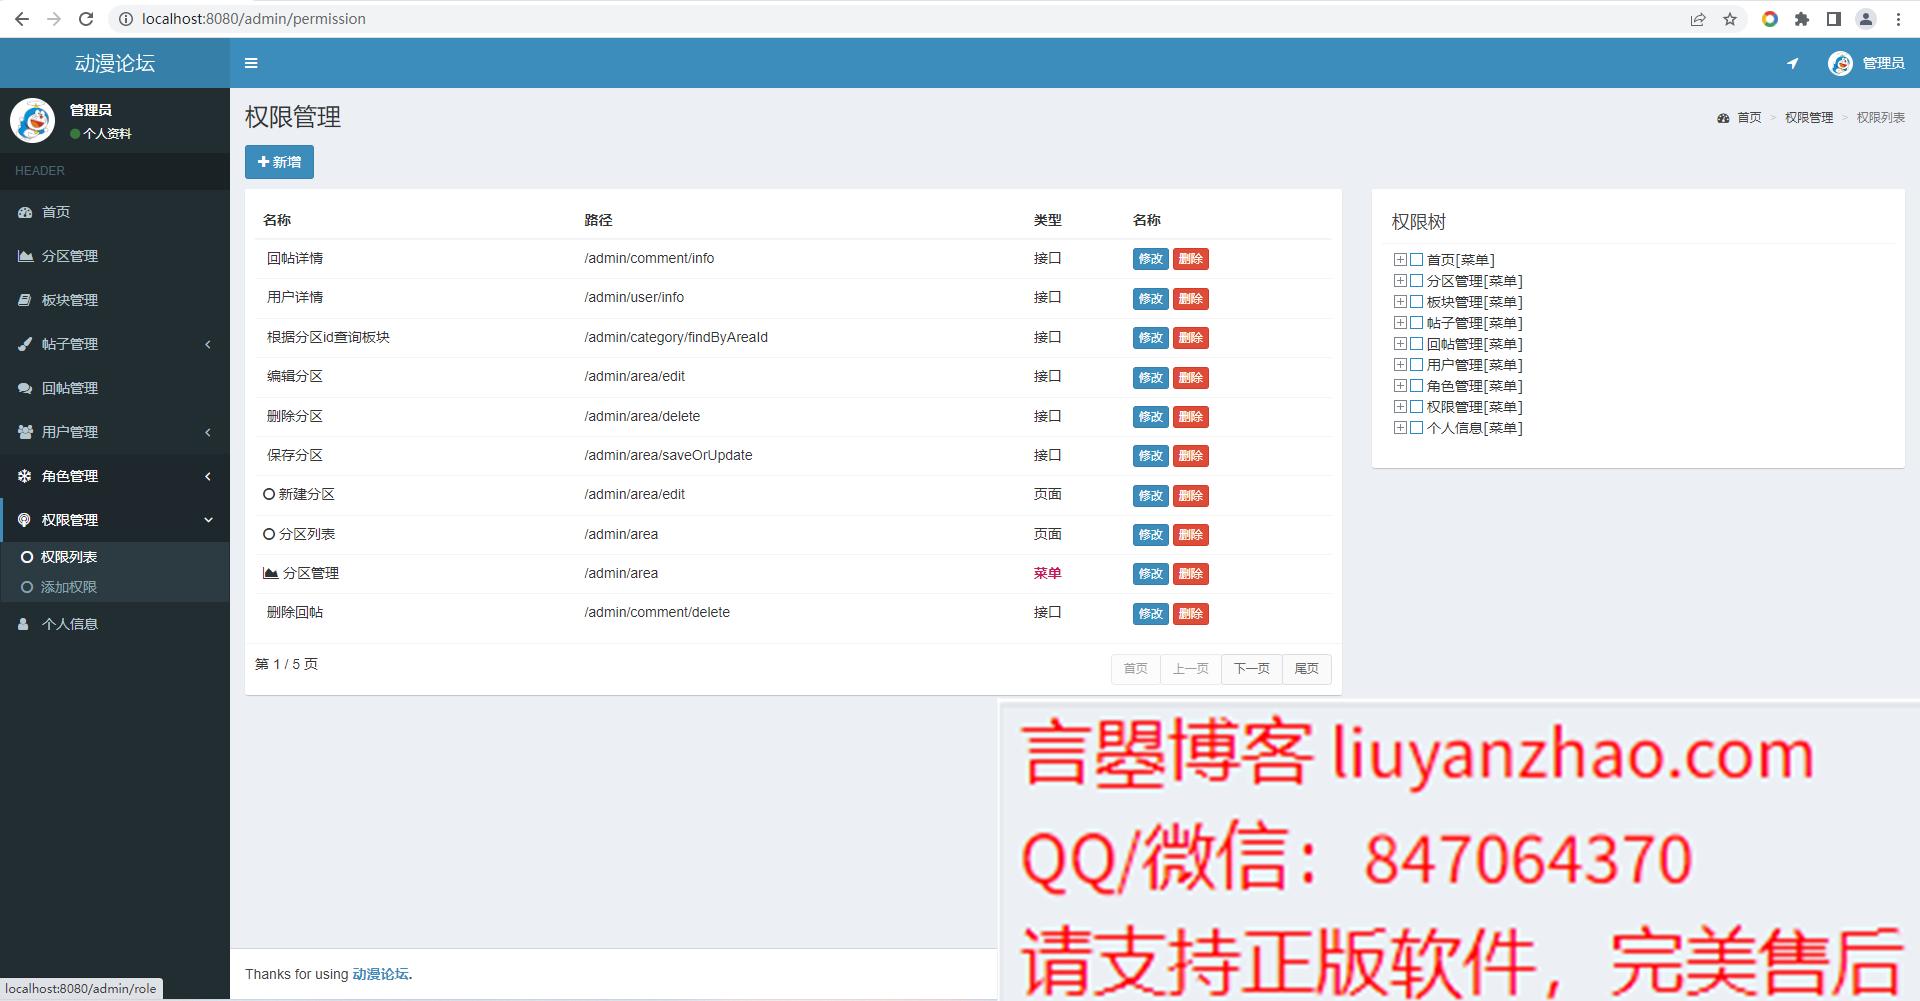 localhost:8080/admin/permission
动漫论坛
管理员
管理员
个人资料
HEADER
首页
分区管理
板块管理
帖子管理
回帖管理
用户管理
角色管理
权限管理
权限列表
添加权限
个人信息
权限管理
首页 > 权限管理 > 权限列表
新增
名称 路径 类型 名称
回帖详情 /admin/comment/info 接口 修改 删除
用户详情 /admin/user/info 接口 修改 删除
根据分区id查询板块 /admin/category/findByAreaId 接口 修改 删除
编辑分区 /admin/area/edit 接口 修改 删除
删除分区 /admin/area/delete 接口 修改 删除
保存分区 /admin/area/saveOrUpdate 接口 修改 删除
新建分区 /admin/area/edit 页面 修改 删除
分区列表 /admin/area 页面 修改 删除
分区管理 /admin/area 菜单 修改 删除
删除回帖 /admin/comment/delete 接口 修改 删除
第 1 / 5 页
首页 上一页 下一页 尾页
权限树
首页[菜单]
分区管理[菜单]
板块管理[菜单]
帖子管理[菜单]
回帖管理[菜单]
用户管理[菜单]
角色管理[菜单]
权限管理[菜单]
个人信息[菜单]
言曌博客 liuyanzhao.com
QQ/微信：847064370
请支持正版软件，完美售后
Thanks for using 动漫论坛.
localhost:8080/admin/role